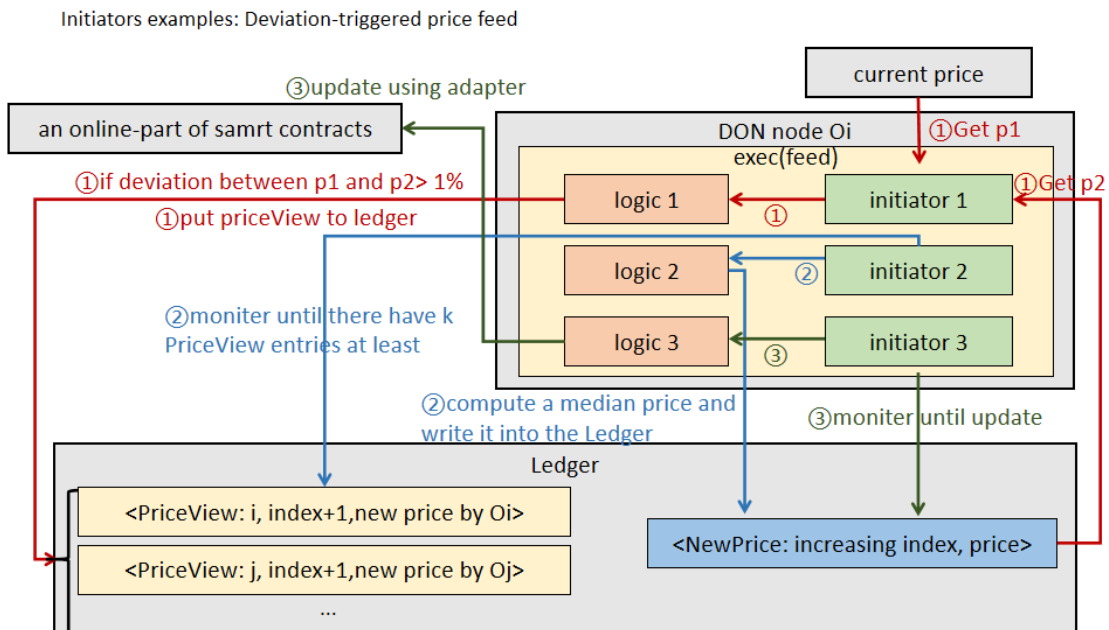 Initiators examples: Deviation-triggered price feed
current price
③update using adapter
an online-part of samrt contracts
DON node Oi
exec(feed)
①Get p1
①if deviation between p1 and p2> 1%
①Get p2
logic 1
initiator 1
①put priceView to ledger
①
logic 2
initiator 2
②
②moniter until there have k
PriceView entries at least
logic 3
initiator 3
③
②compute a median price and
write it into the Ledger
③moniter until update
Ledger
<PriceView: i, index+1,new price by Oi>
<NewPrice: increasing index, price>
<PriceView: j, index+1,new price by Oj>
...